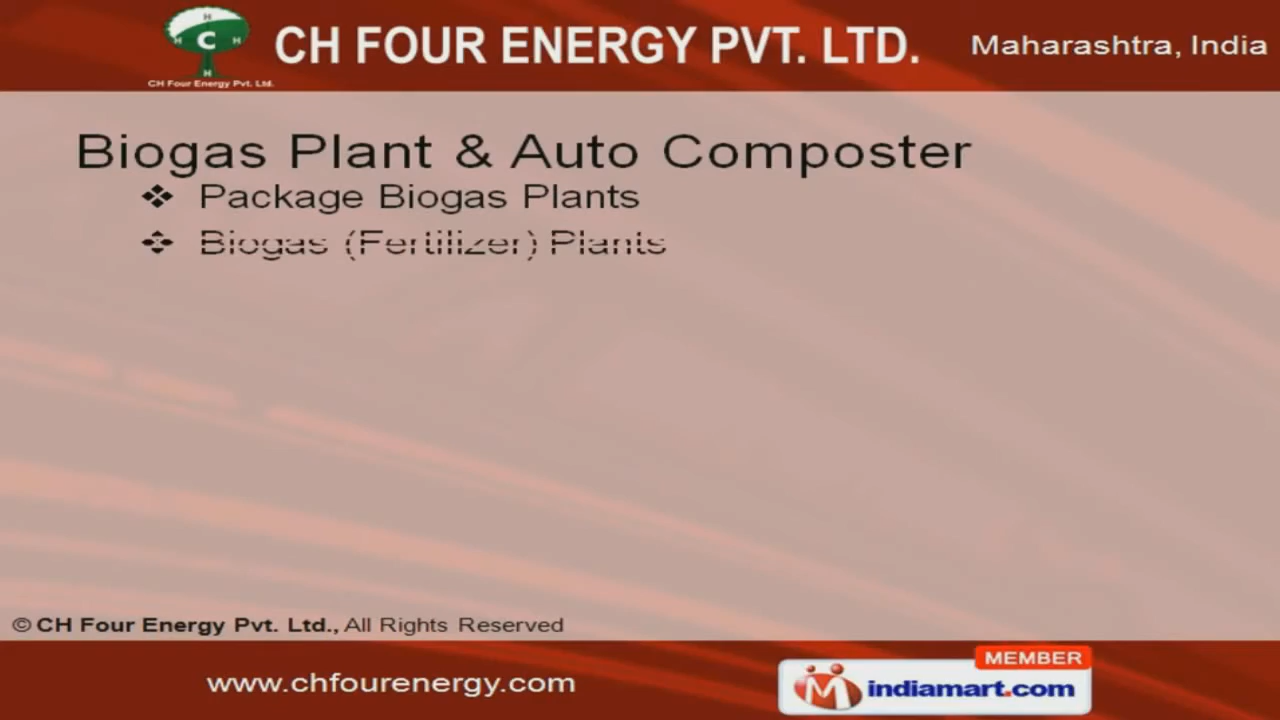 H
H C H
H
CH Four Energy Pvt. Ltd.
CH FOUR ENERGY PVT. LTD.
Maharashtra, India
Biogas Plant & Auto Composter
❖ Package Biogas Plants
❖ Biogas (Fertilizer) Plants
© CH Four Energy Pvt. Ltd., All Rights Reserved
www.chfourenergy.com
MEMBER
indiamart.com